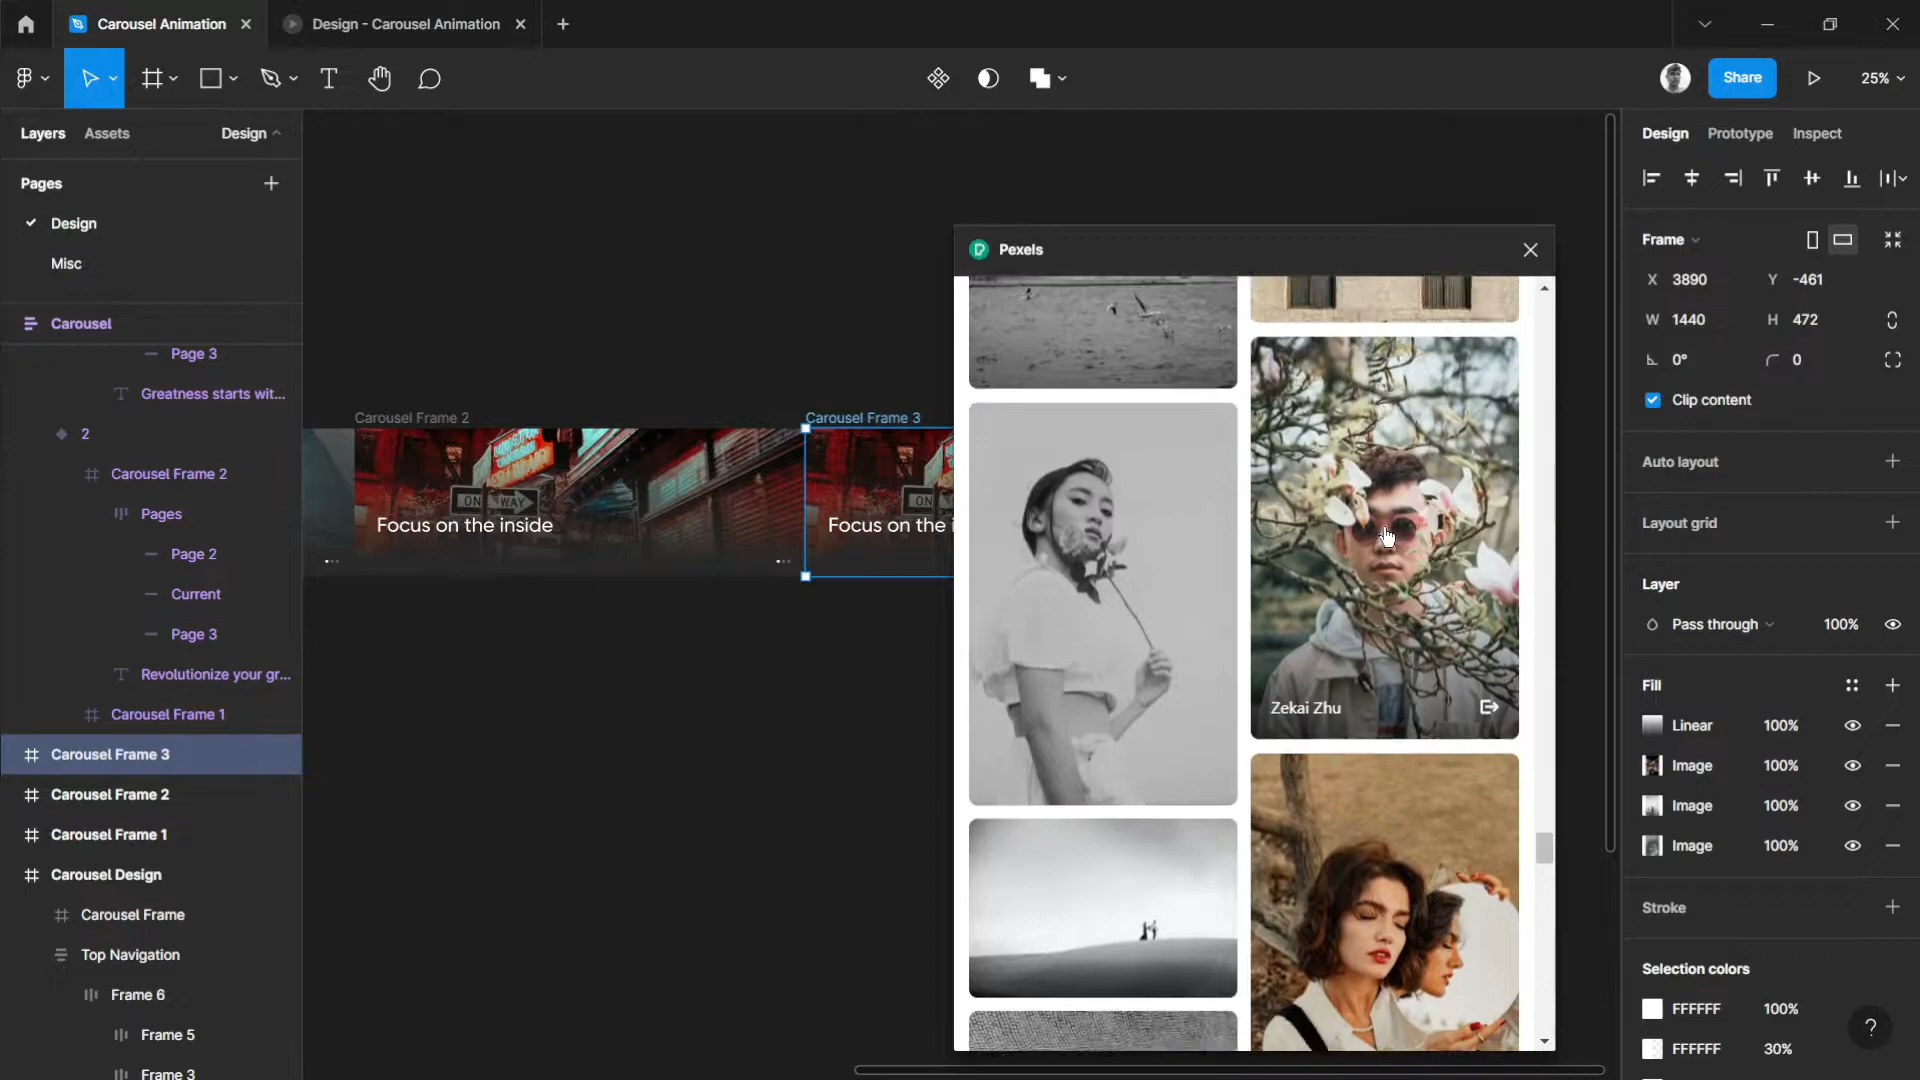 Carousel Animation
Design - Carousel Animation
Share
25%
Layers
Assets
Design
Pages
Design
Misc
Carousel
Page 3
Greatness starts wit...
2
Carousel Frame 2
Pages
Page 2
Current
Page 3
Revolutionize your gr...
Carousel Frame 1
Carousel Frame 3
Carousel Frame 2
Carousel Frame 1
Carousel Design
Carousel Frame
Top Navigation
Frame 6
Frame 5
Frame 3
Carousel Frame 2
ON WAY
Focus on the inside
Carousel Frame 3
ON
Focus on the i
Pexels
Zekai Zhu
Design
Prototype
Inspect
Frame
X 3890
Y -461
W 1440
H 472
0°
0
Clip content
Auto layout
Layout grid
Layer
Pass through
100%
Fill
Linear
100%
Image
100%
Image
100%
Image
100%
Stroke
Selection colors
FFFFFF
100%
FFFFFF
30%
?